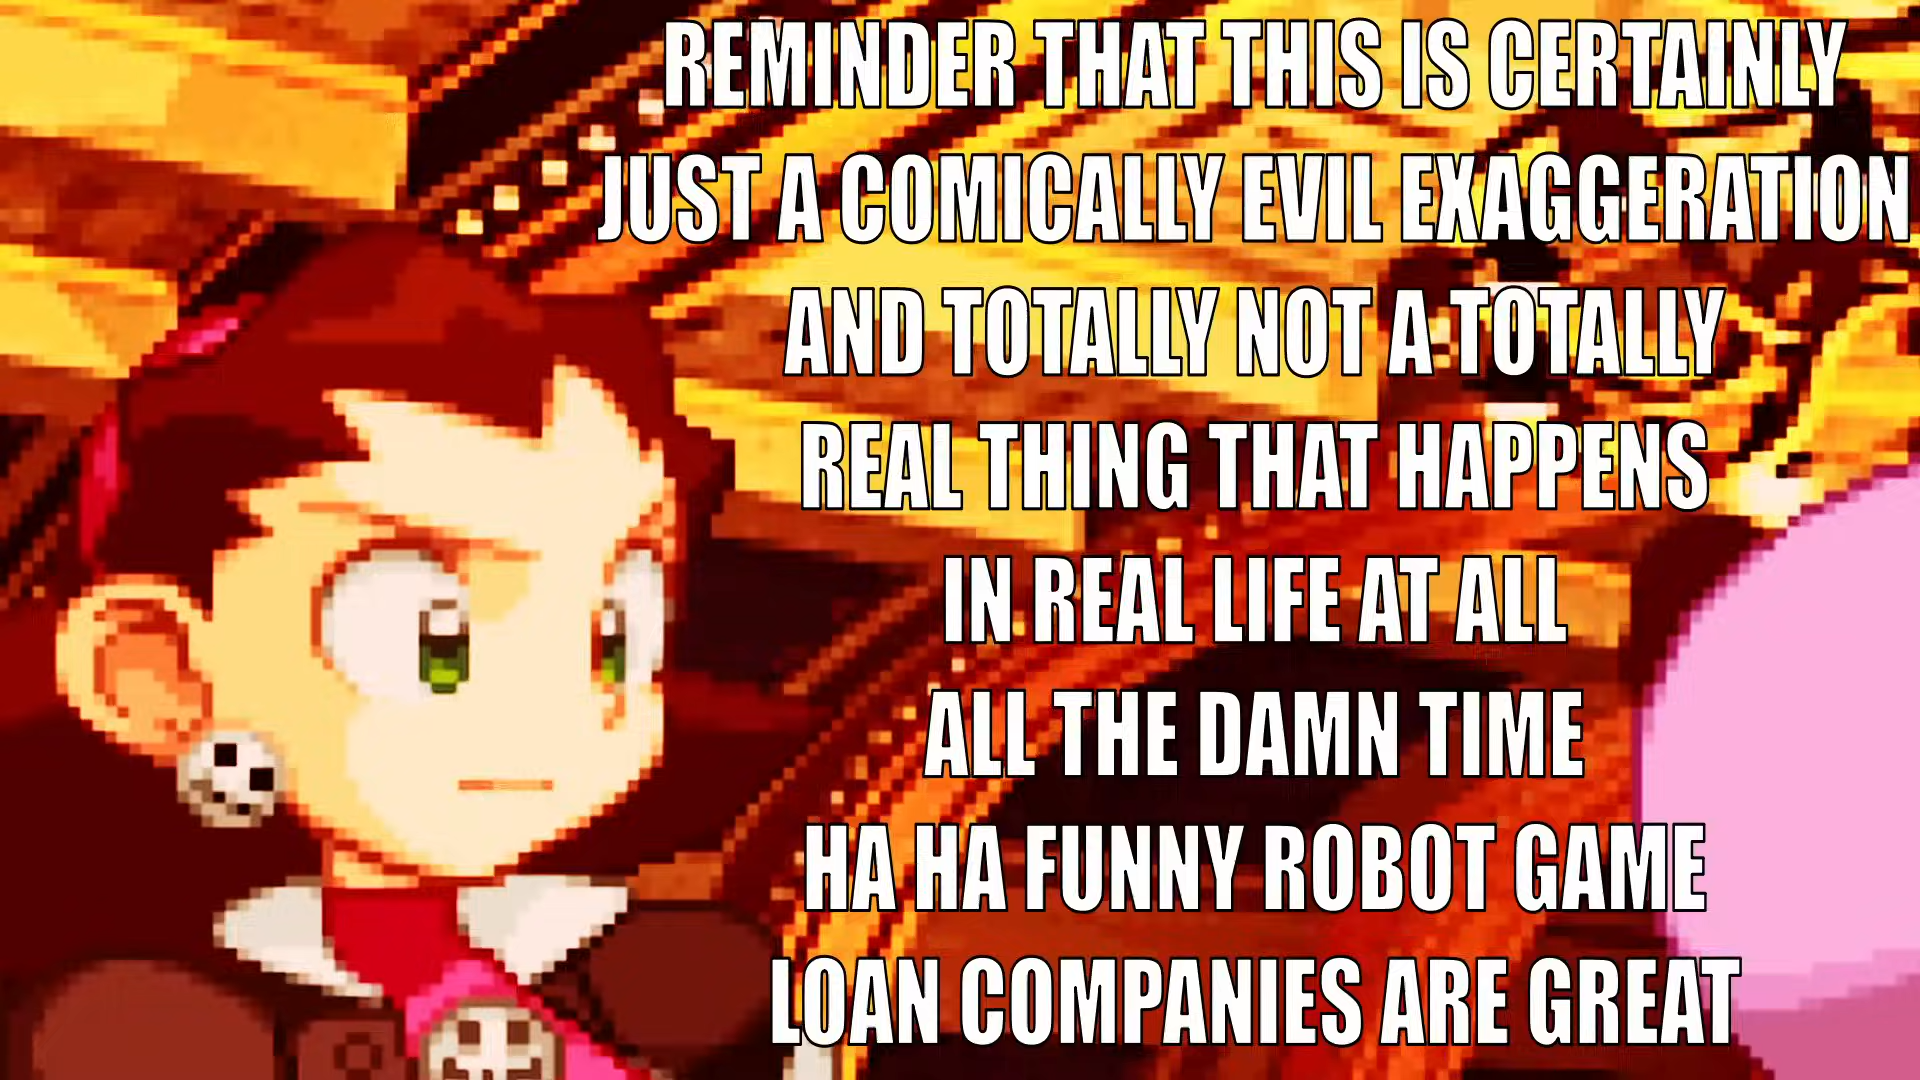 REMINDER THAT THIS IS CERTAINLY
JUST A COMICALLY EVIL EXAGGERATION
AND TOTALLY NOT A TOTALLY
REAL THING THAT HAPPENS
IN REAL LIFE AT ALL
ALL THE DAMN TIME
HA HA FUNNY ROBOT GAME
LOAN COMPANIES ARE GREAT